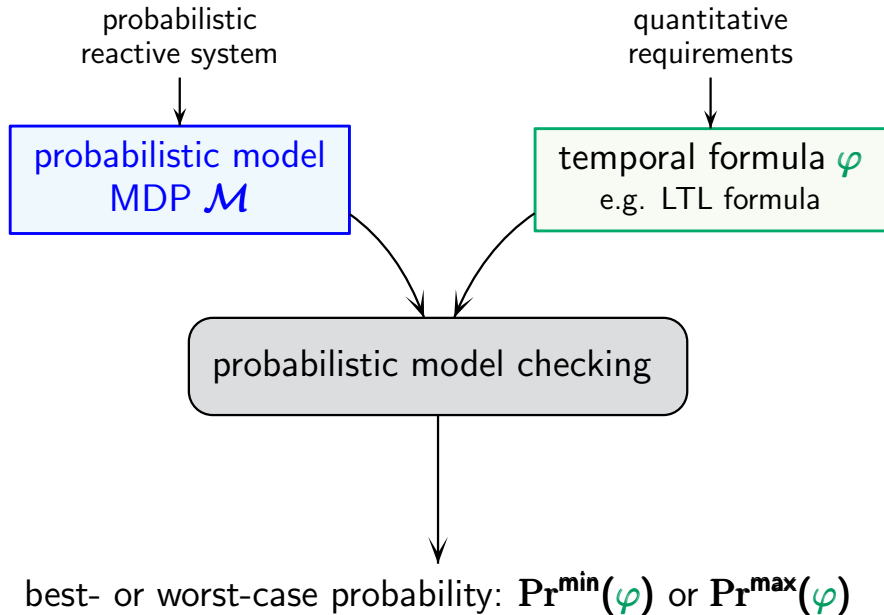 probabilistic
reactive system
quantitative
requirements
probabilistic model
MDP 𝓜
temporal formula φ
e.g. LTL formula
probabilistic model checking
best- or worst-case probability: Pr^min(φ) or Pr^max(φ)